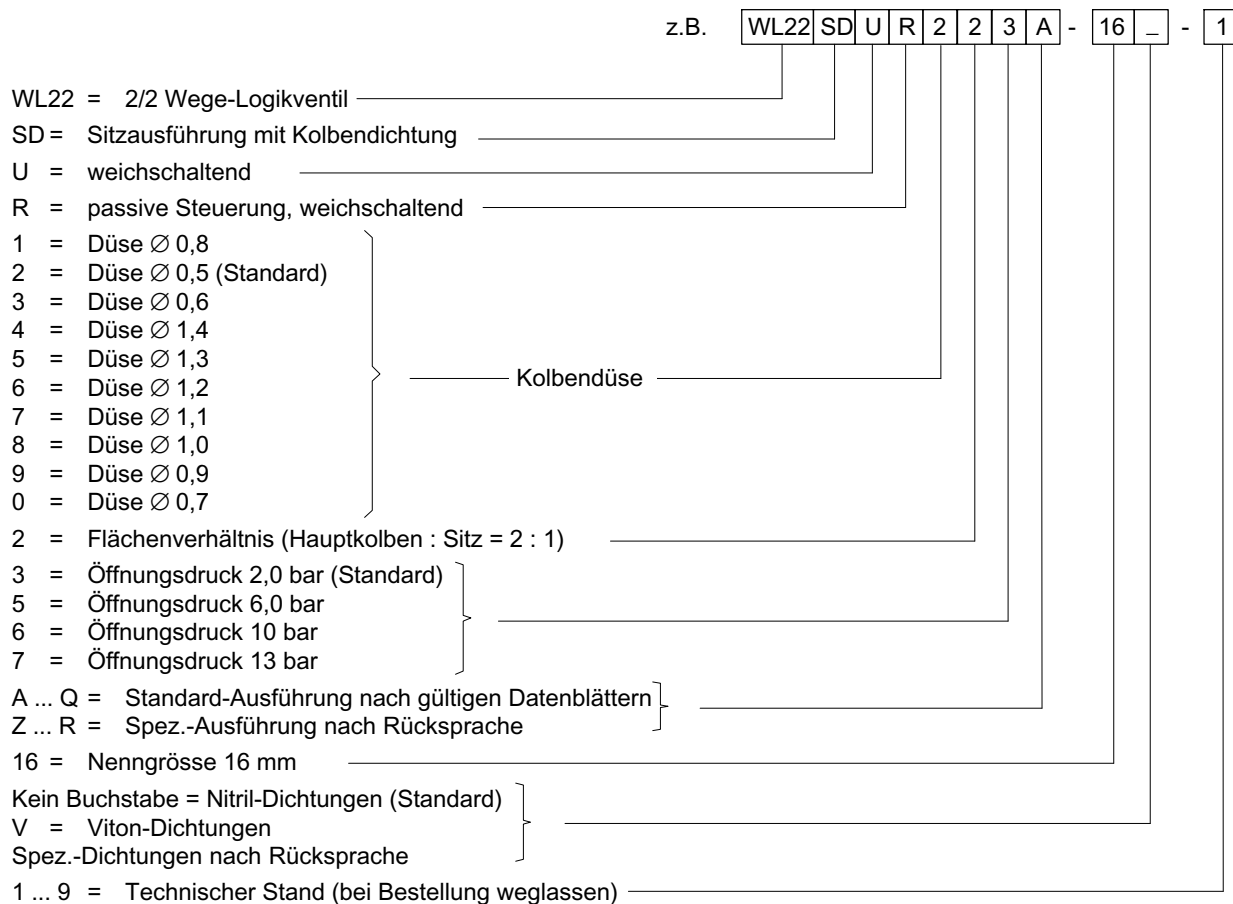 z.B. WL22 SD U R 2 2 3 A - 16 _ - 1
WL22 = 2/2 Wege-Logikventil
SD = Sitzausführung mit Kolbendichtung
U = weichschaltend
R = passive Steuerung, weichschaltend
1 = Düse ∅ 0,8
2 = Düse ∅ 0,5 (Standard)
3 = Düse ∅ 0,6
4 = Düse ∅ 1,4
5 = Düse ∅ 1,3
6 = Düse ∅ 1,2
7 = Düse ∅ 1,1
8 = Düse ∅ 1,0
9 = Düse ∅ 0,9
0 = Düse ∅ 0,7
Kolbendüse
2 = Flächenverhältnis (Hauptkolben : Sitz = 2 : 1)
3 = Öffnungsdruck 2,0 bar (Standard)
5 = Öffnungsdruck 6,0 bar
6 = Öffnungsdruck 10 bar
7 = Öffnungsdruck 13 bar
A ... Q = Standard-Ausführung nach gültigen Datenblättern
Z ... R = Spez.-Ausführung nach Rücksprache
16 = Nenngrösse 16 mm
Kein Buchstabe = Nitril-Dichtungen (Standard)
V = Viton-Dichtungen
Spez.-Dichtungen nach Rücksprache
1 ... 9 = Technischer Stand (bei Bestellung weglassen)